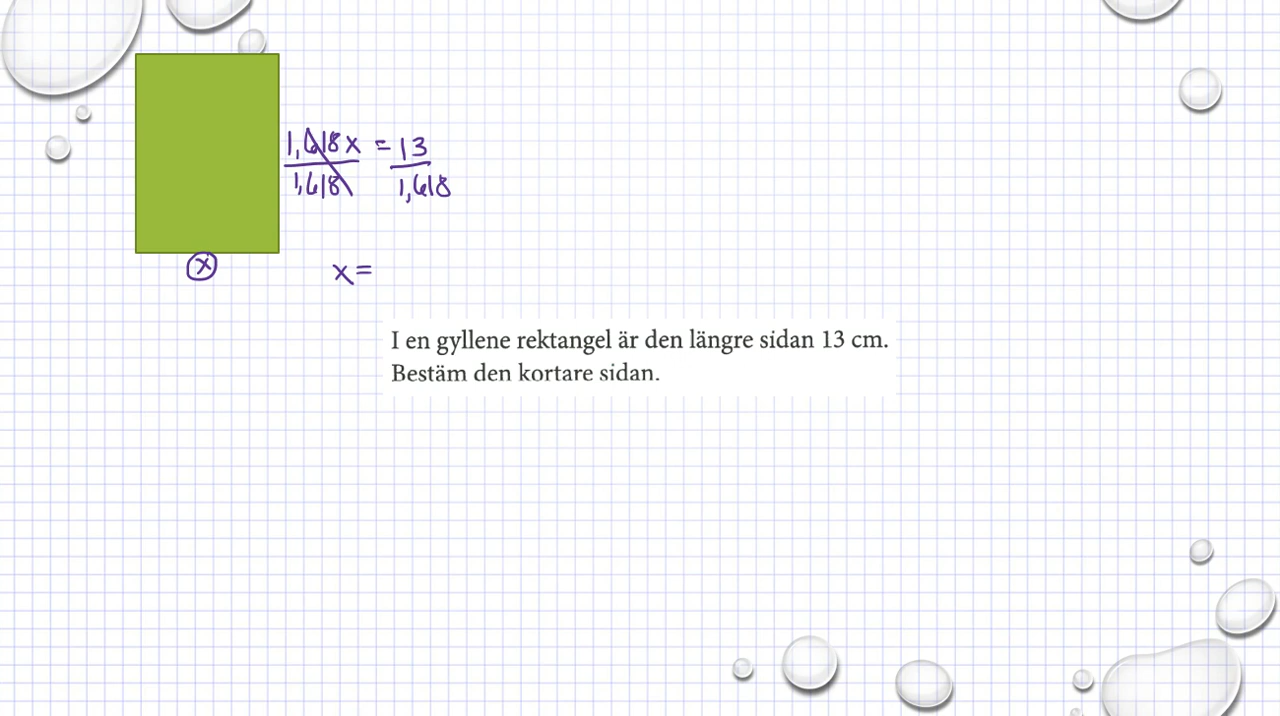 1,618x = 13
1,618 1,618
x
x =
I en gyllene rektangel är den längre sidan 13 cm.
Bestäm den kortare sidan.